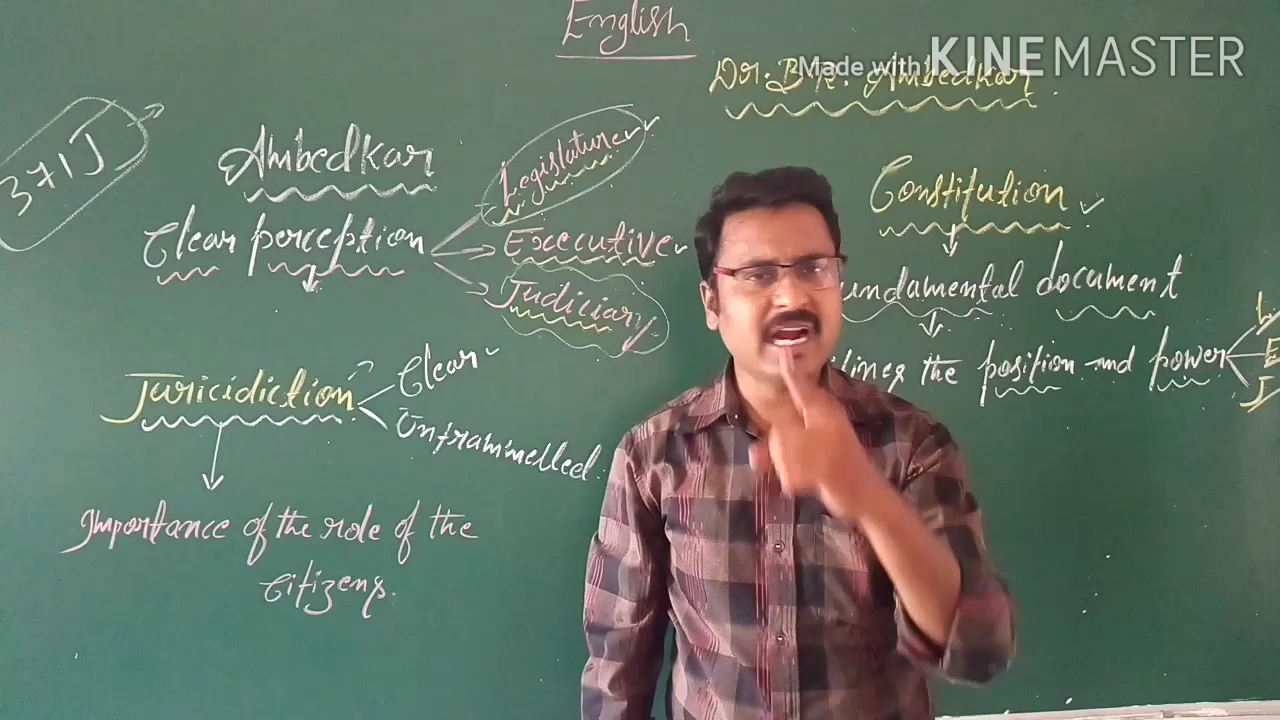 English
Made with KINEMASTER
Dr. B.R. Ambedkar.
371J
Ambedkar
Clear perception
Legislature
Executive
Judiciary
Juricidiction
Clear
Untrammelled.
Importance of the role of the
Citizens.
Constitution
undamental document
the position and power
L
E
J